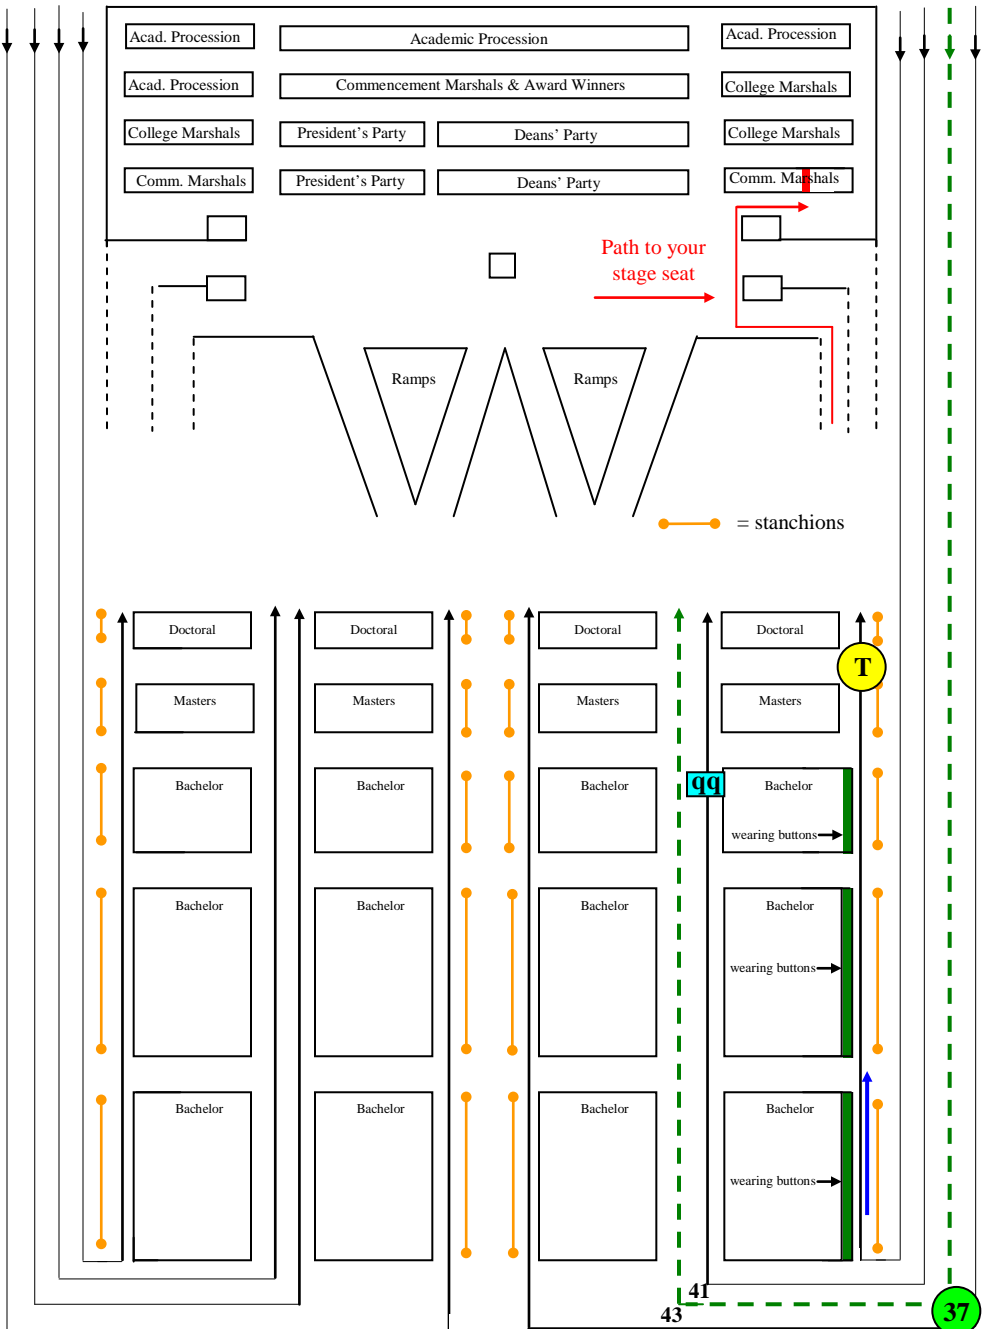 Acad. Procession
Academic Procession
Acad. Procession
Acad. Procession
Commencement Marshals & Award Winners
College Marshals
College Marshals
President's Party
Deans' Party
College Marshals
Comm. Marshals
President's Party
Deans' Party
Comm. Marshals
Path to your
stage seat
Ramps
Ramps
= stanchions
Doctoral
Doctoral
Doctoral
Doctoral
T
Masters
Masters
Masters
Masters
Bachelor
Bachelor
Bachelor
qq
Bachelor
wearing buttons
Bachelor
Bachelor
Bachelor
Bachelor
wearing buttons
Bachelor
Bachelor
Bachelor
Bachelor
wearing buttons
41
43
37